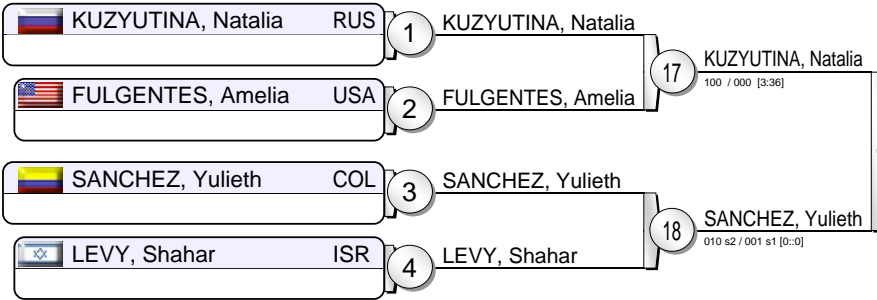 KUZYUTINA, Natalia RUS
1
KUZYUTINA, Natalia
FULGENTES, Amelia USA
2
FULGENTES, Amelia
17
KUZYUTINA, Natalia
100 / 000 [3:36]
SANCHEZ, Yulieth COL
3
SANCHEZ, Yulieth
LEVY, Shahar ISR
4
LEVY, Shahar
18
SANCHEZ, Yulieth
010 s2 / 001 s1 [0::0]